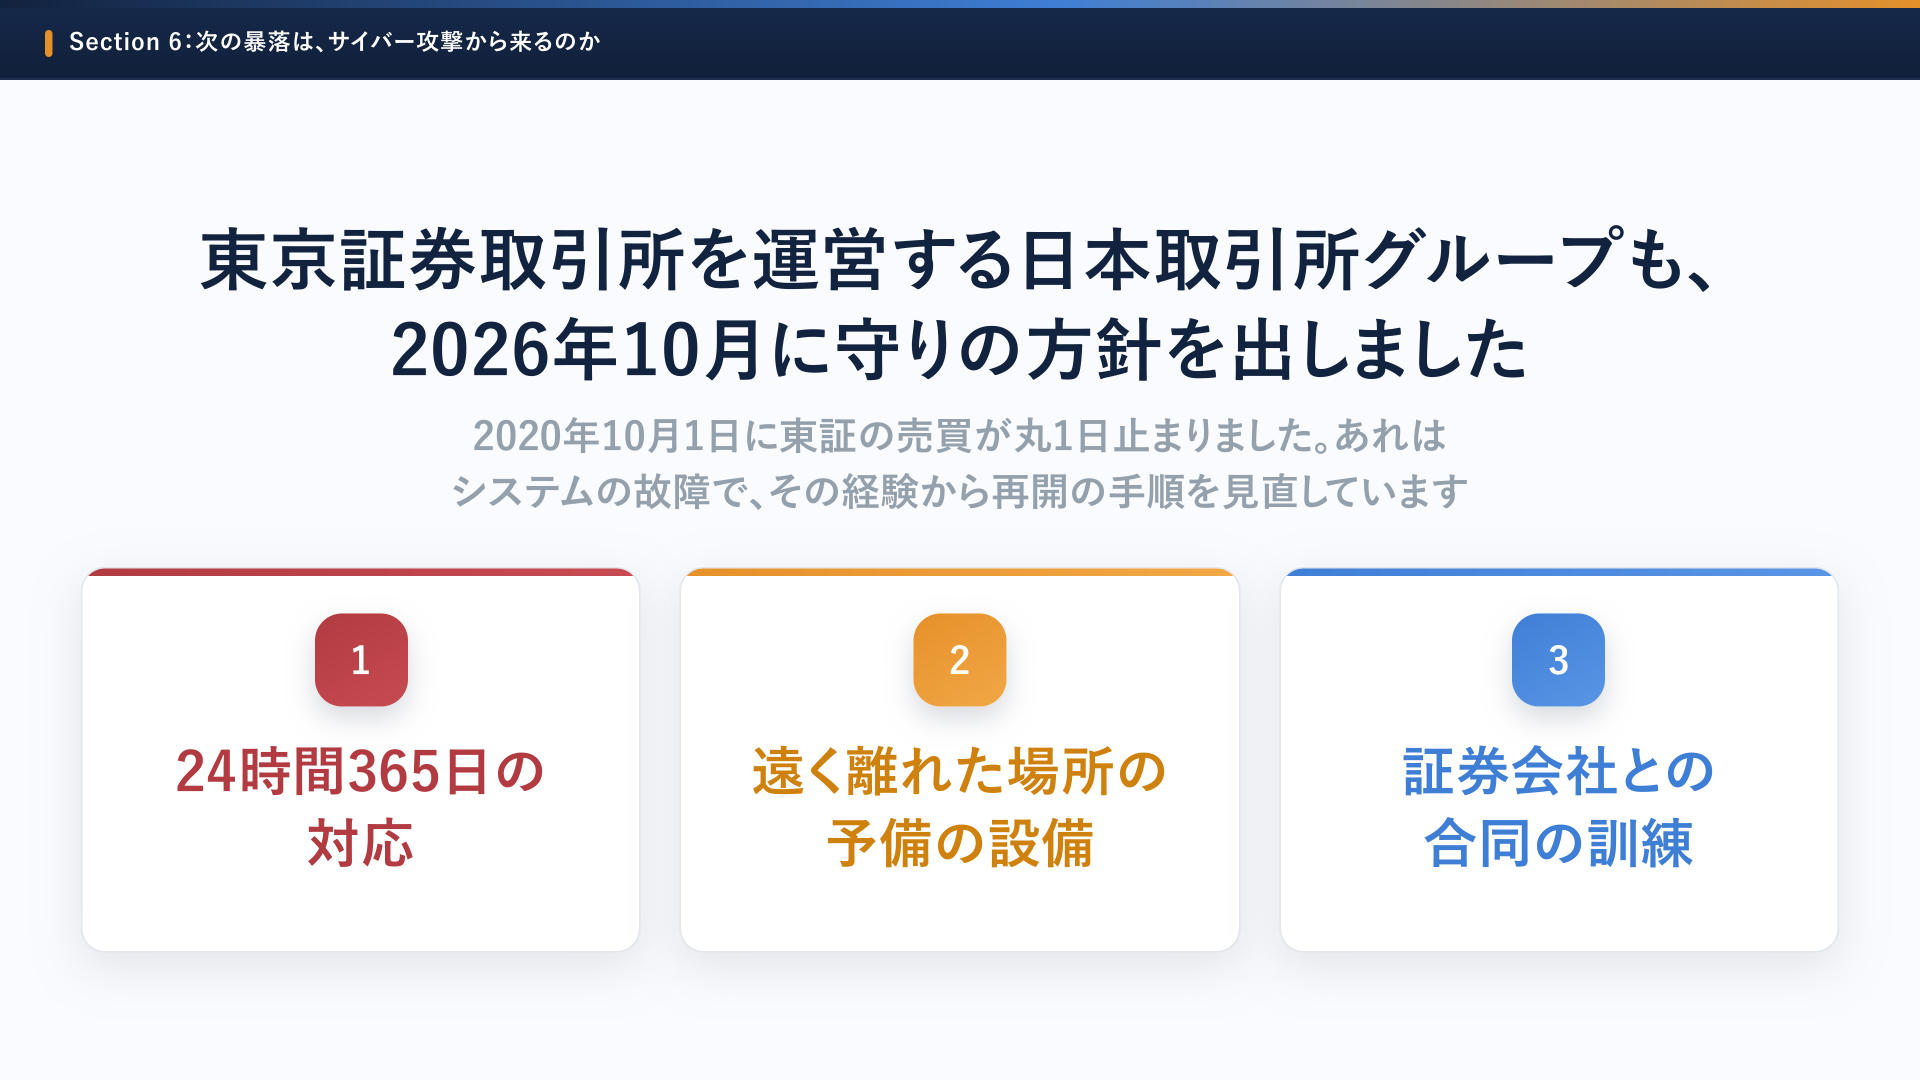 Section 6：次の暴落は、サイバー攻撃から来るのか
東京証券取引所を運営する日本取引所グループも、
2026年10月に守りの方針を出しました
2020年10月1日に東証の売買が丸1日止まりました。あれは
システムの故障で、その経験から再開の手順を見直しています
1
24時間365日の
対応
2
遠く離れた場所の
予備の設備
3
証券会社との
合同の訓練